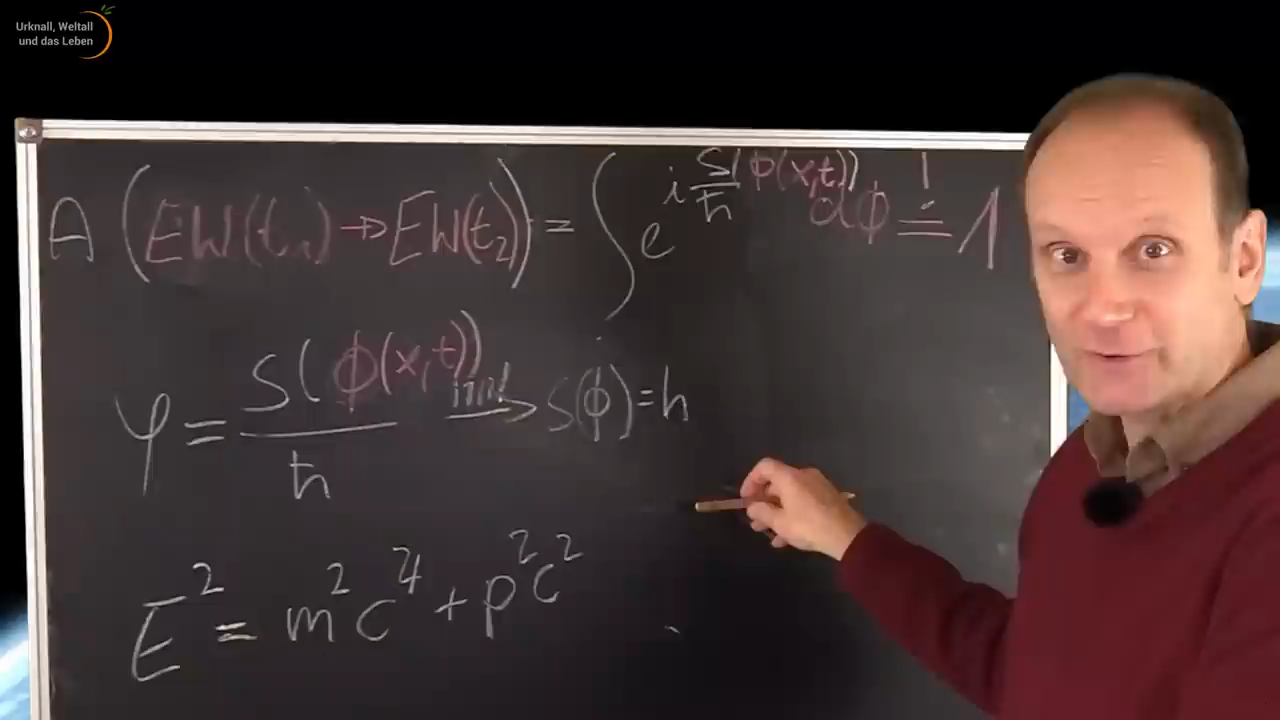 Urknall, Weltall
und das Leben
A (EW(t₁) → EW(t₂)) = ∫ e^{i S(ϕ(x,t))/ħ} dϕ =! 1
φ = S(ϕ(x,t))/ħ → S(ϕ) = h
E² = m²c⁴ + p²c²